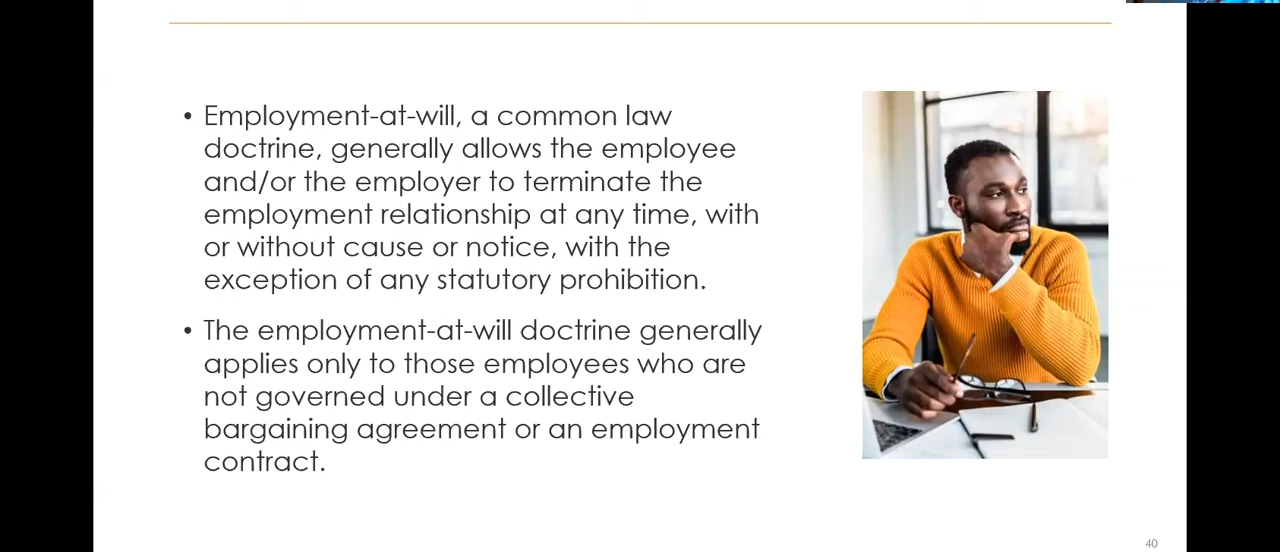 • Employment-at-will, a common law
doctrine, generally allows the employee
and/or the employer to terminate the
employment relationship at any time, with
or without cause or notice, with the
exception of any statutory prohibition.
• The employment-at-will doctrine generally
applies only to those employees who are
not governed under a collective
bargaining agreement or an employment
contract.
40